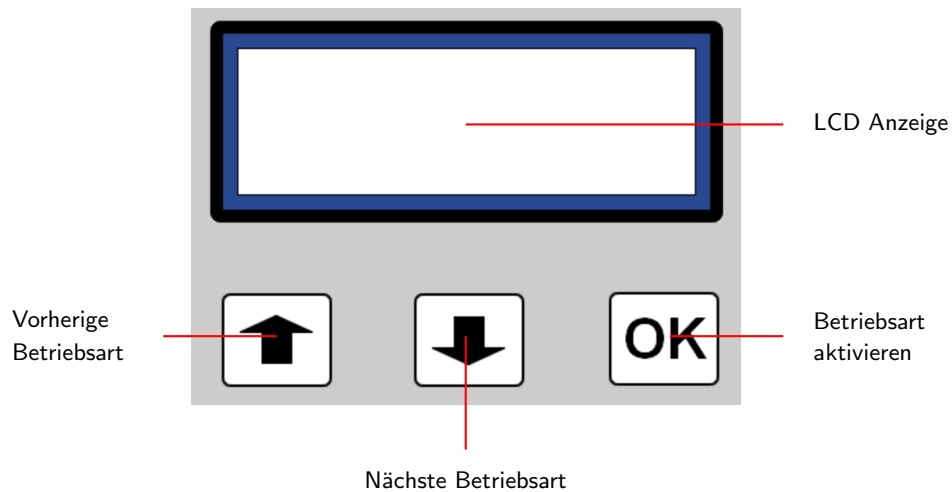 LCD Anzeige
Vorherige
Betriebsart
OK
Betriebsart
aktivieren
Nächste Betriebsart